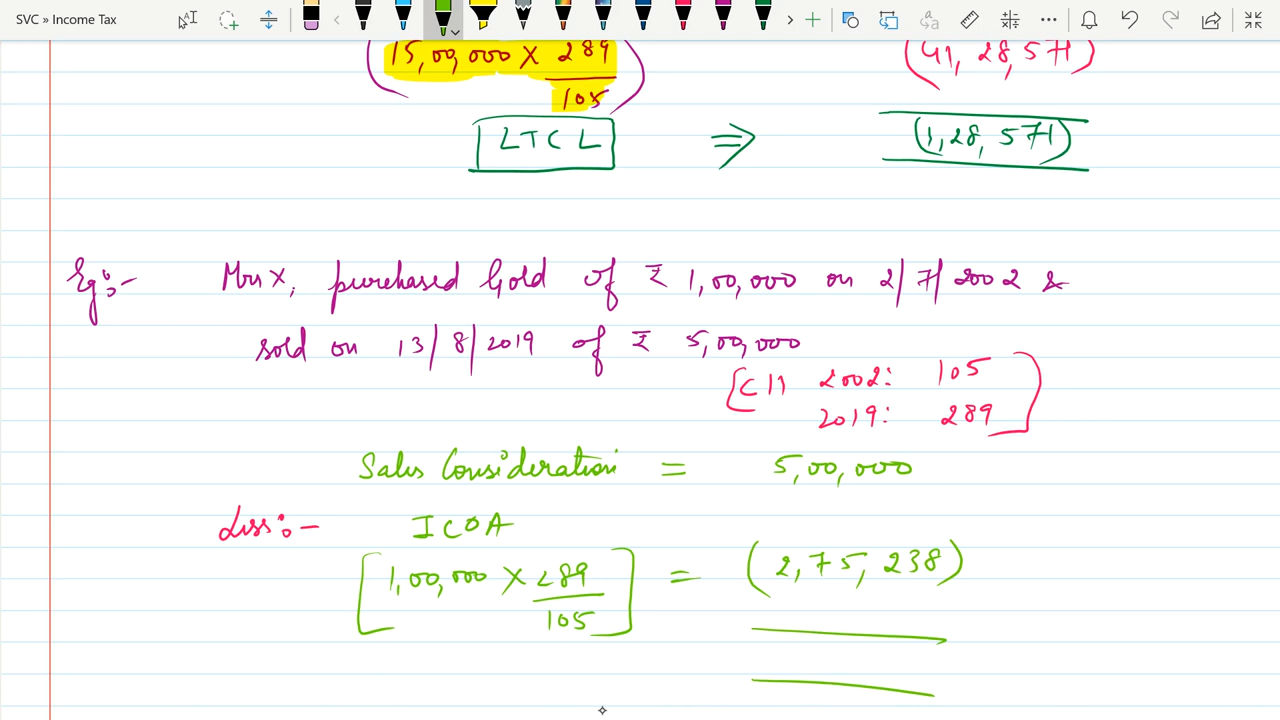 SVC » Income Tax
(15,00,000 × 289/105) (41,28,571)
LTCL ⇒ (1,28,571)
Eg:- Mr. X, purchased Gold of ₹ 1,00,000 on 2/7/2002 &
sold on 13/8/2019 of ₹ 5,00,000
[CII 2002: 105
2019: 289]
Sales Consideration = 5,00,000
Less:- ICOA
[1,00,000 × 289/105] = (2,75,238)